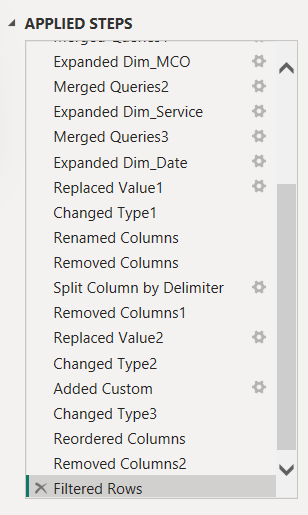 APPLIED STEPS
Merged Queries1
Expanded Dim_MCO
Merged Queries2
Expanded Dim_Service
Merged Queries3
Expanded Dim_Date
Replaced Value1
Changed Type1
Renamed Columns
Removed Columns
Split Column by Delimiter
Removed Columns1
Replaced Value2
Changed Type2
Added Custom
Changed Type3
Reordered Columns
Removed Columns2
Filtered Rows